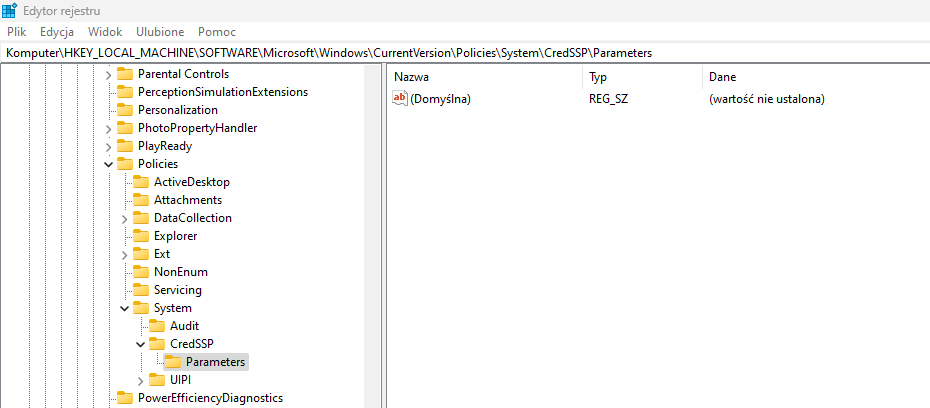 Edytor rejestru
Plik Edycja Widok Ulubione Pomoc
Komputer\HKEY_LOCAL_MACHINE\SOFTWARE\Microsoft\Windows\CurrentVersion\Policies\System\CredSSP\Parameters
Parental Controls
PerceptionSimulationExtensions
Personalization
PhotoPropertyHandler
PlayReady
Policies
ActiveDesktop
Attachments
DataCollection
Explorer
Ext
NonEnum
Servicing
System
Audit
CredSSP
Parameters
UIPI
PowerEfficiencyDiagnostics
Nazwa Typ Dane
ab (Domyślna) REG_SZ (wartość nie ustalona)